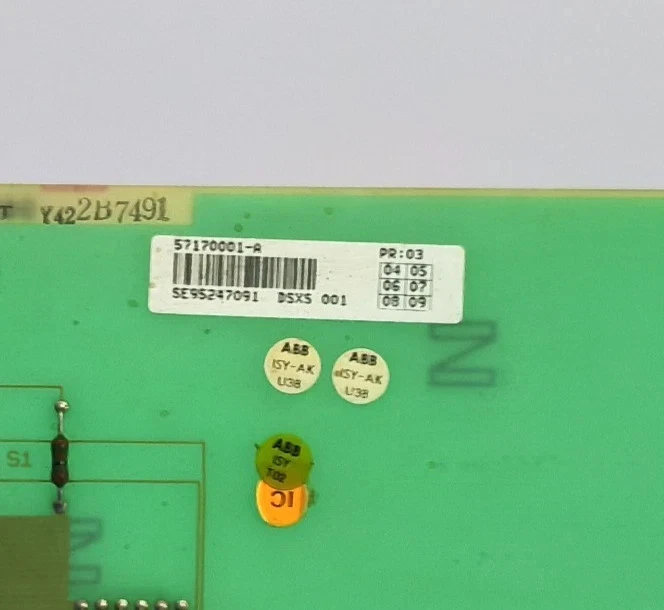 Y422B7491
57170001-A
PR:03
04 05
06 07
08 09
SE95247091 DSXS 001
ABB
ISY-AK
U38
ABB
ISY-AK
U38
ABB
ISY
T02
IC
S1
N
N